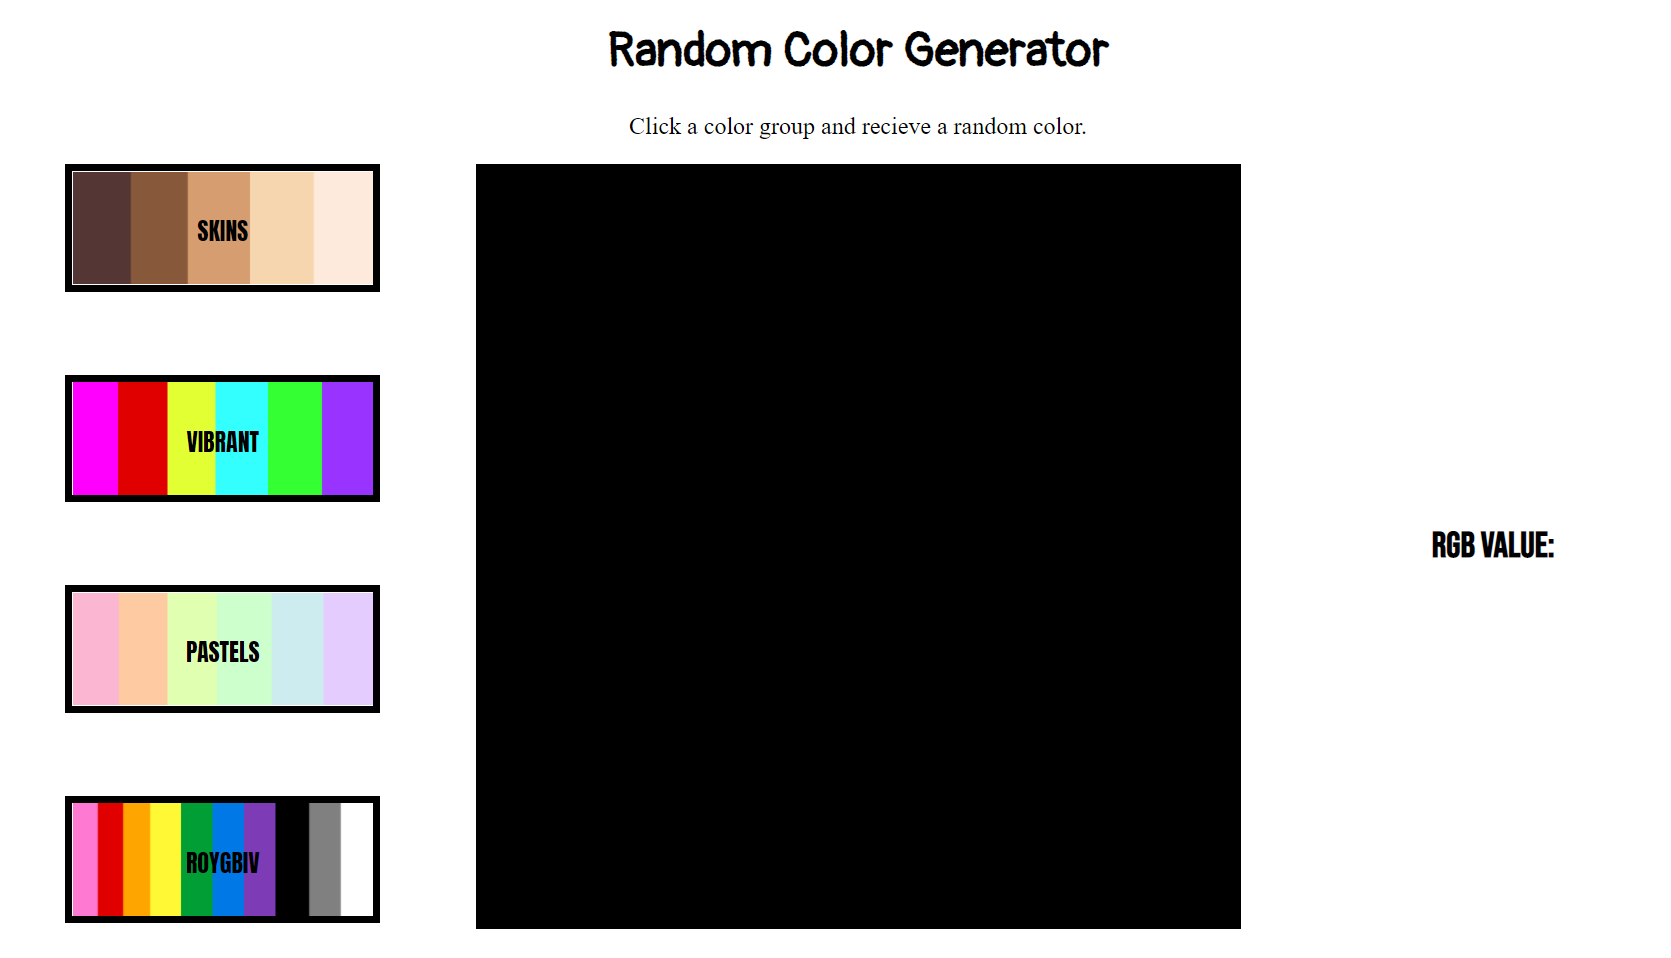 Random Color Generator
Click a color group and recieve a random color.
SKINS
VIBRANT
PASTELS
ROYGBIV
RGB VALUE: